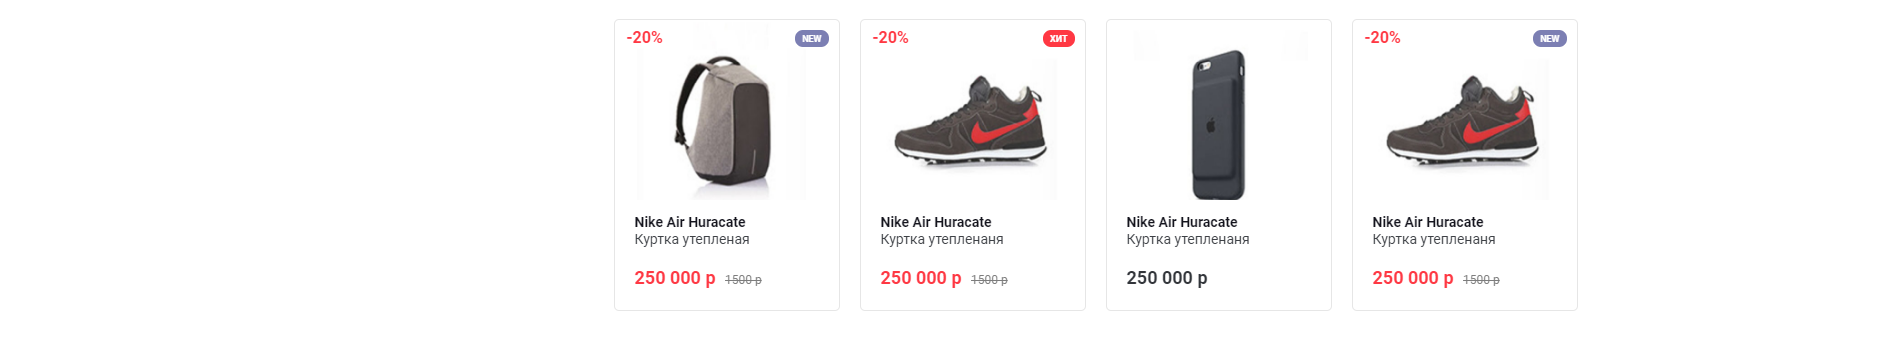 -20% NEW
Nike Air Huracate
Куртка утепленая
250 000 р 1500 р
-20% ХИТ
Nike Air Huracate
Куртка утепленаня
250 000 р 1500 р
Nike Air Huracate
Куртка утепленаня
250 000 р
-20% NEW
Nike Air Huracate
Куртка утепленаня
250 000 р 1500 р